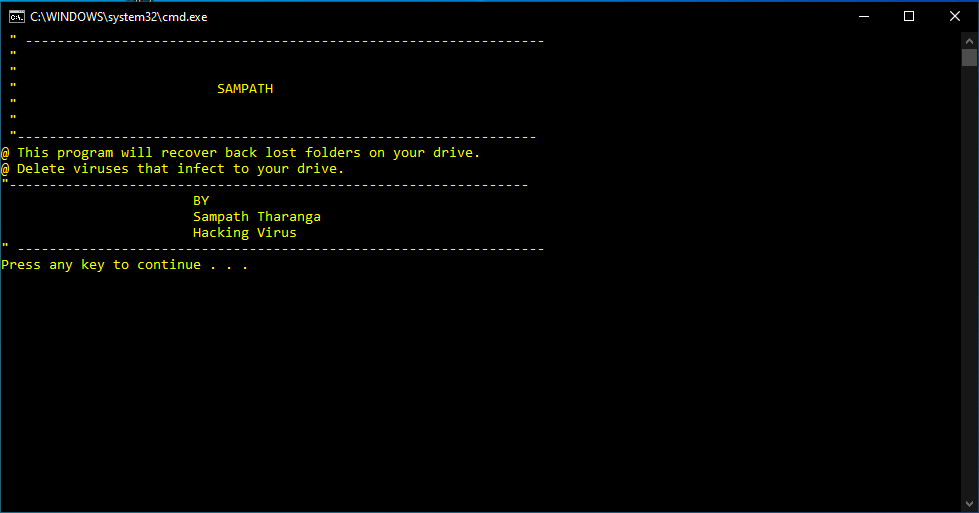 C:\WINDOWS\system32\cmd.exe
" -----------------------------------------------------------------
"
"
"                         SAMPATH
"
"
"-----------------------------------------------------------------
@ This program will recover back lost folders on your drive.
@ Delete viruses that infect to your drive.
"-----------------------------------------------------------------
BY
Sampath Tharanga
Hacking Virus
" ------------------------------------------------------------------
Press any key to continue . . .